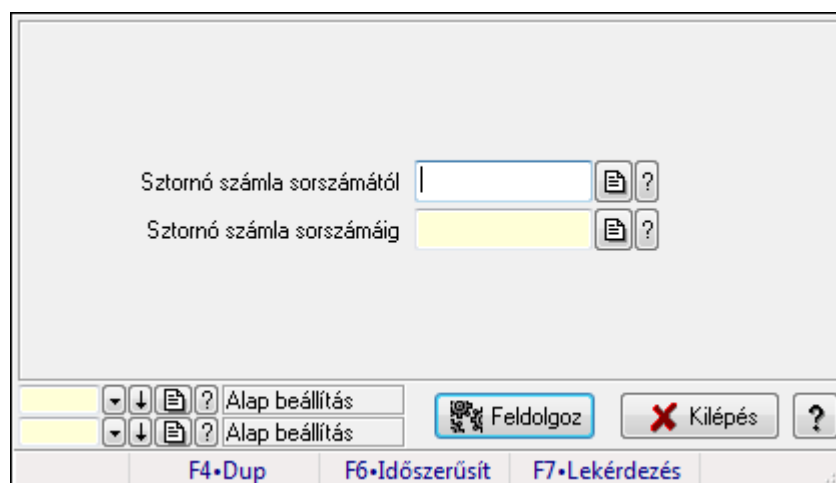 Sztornó számla sorszámától ?
Sztornó számla sorszámáig ?
? Alap beállítás
? Alap beállítás
Feldolgoz Kilépés ?
F4•Dup F6•Időszerűsít F7•Lekérdezés